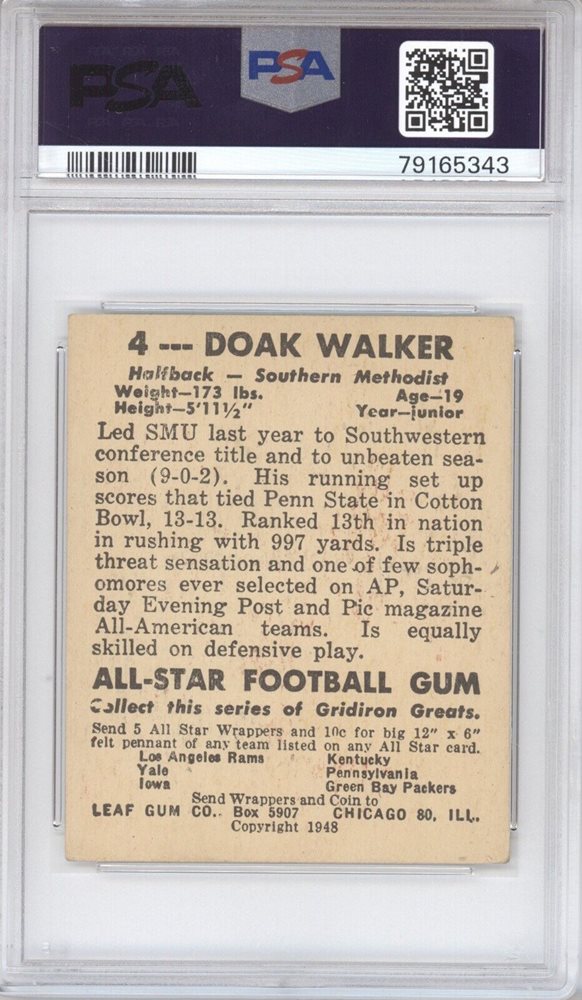 PSA
PSA
79165343
4 --- DOAK WALKER
Halfback — Southern Methodist
Weight—173 lbs. Age—19
Height—5'11½" Year—junior
Led SMU last year to Southwestern
conference title and to unbeaten sea-
son (9-0-2). His running set up
scores that tied Penn State in Cotton
Bowl, 13-13. Ranked 13th in nation
in rushing with 997 yards. Is triple
threat sensation and one of few soph-
omores ever selected on AP, Satur-
day Evening Post and Pic magazine
All-American teams. Is equally
skilled on defensive play.
ALL-STAR FOOTBALL GUM
Collect this series of Gridiron Greats.
Send 5 All Star Wrappers and 10c for big 12" x 6"
felt pennant of any team listed on any All Star card.
Los Angeles Rams Kentucky
Yale Pennsylvania
Iowa Green Bay Packers
Send Wrappers and Coin to
LEAF GUM CO., Box 5907 CHICAGO 80, ILL.
Copyright 1948